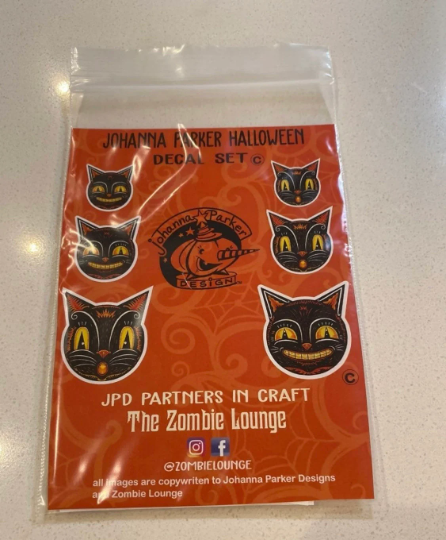 JOHANNA PARKER HALLOWEEN
DECAL SET ©
Johanna Parker
DESIGN
©
JPD PARTNERS IN CRAFT
The Zombie Lounge
@ZOMBIELOUNGE
all images are copywriten to Johanna Parker Designs
and Zombie Lounge